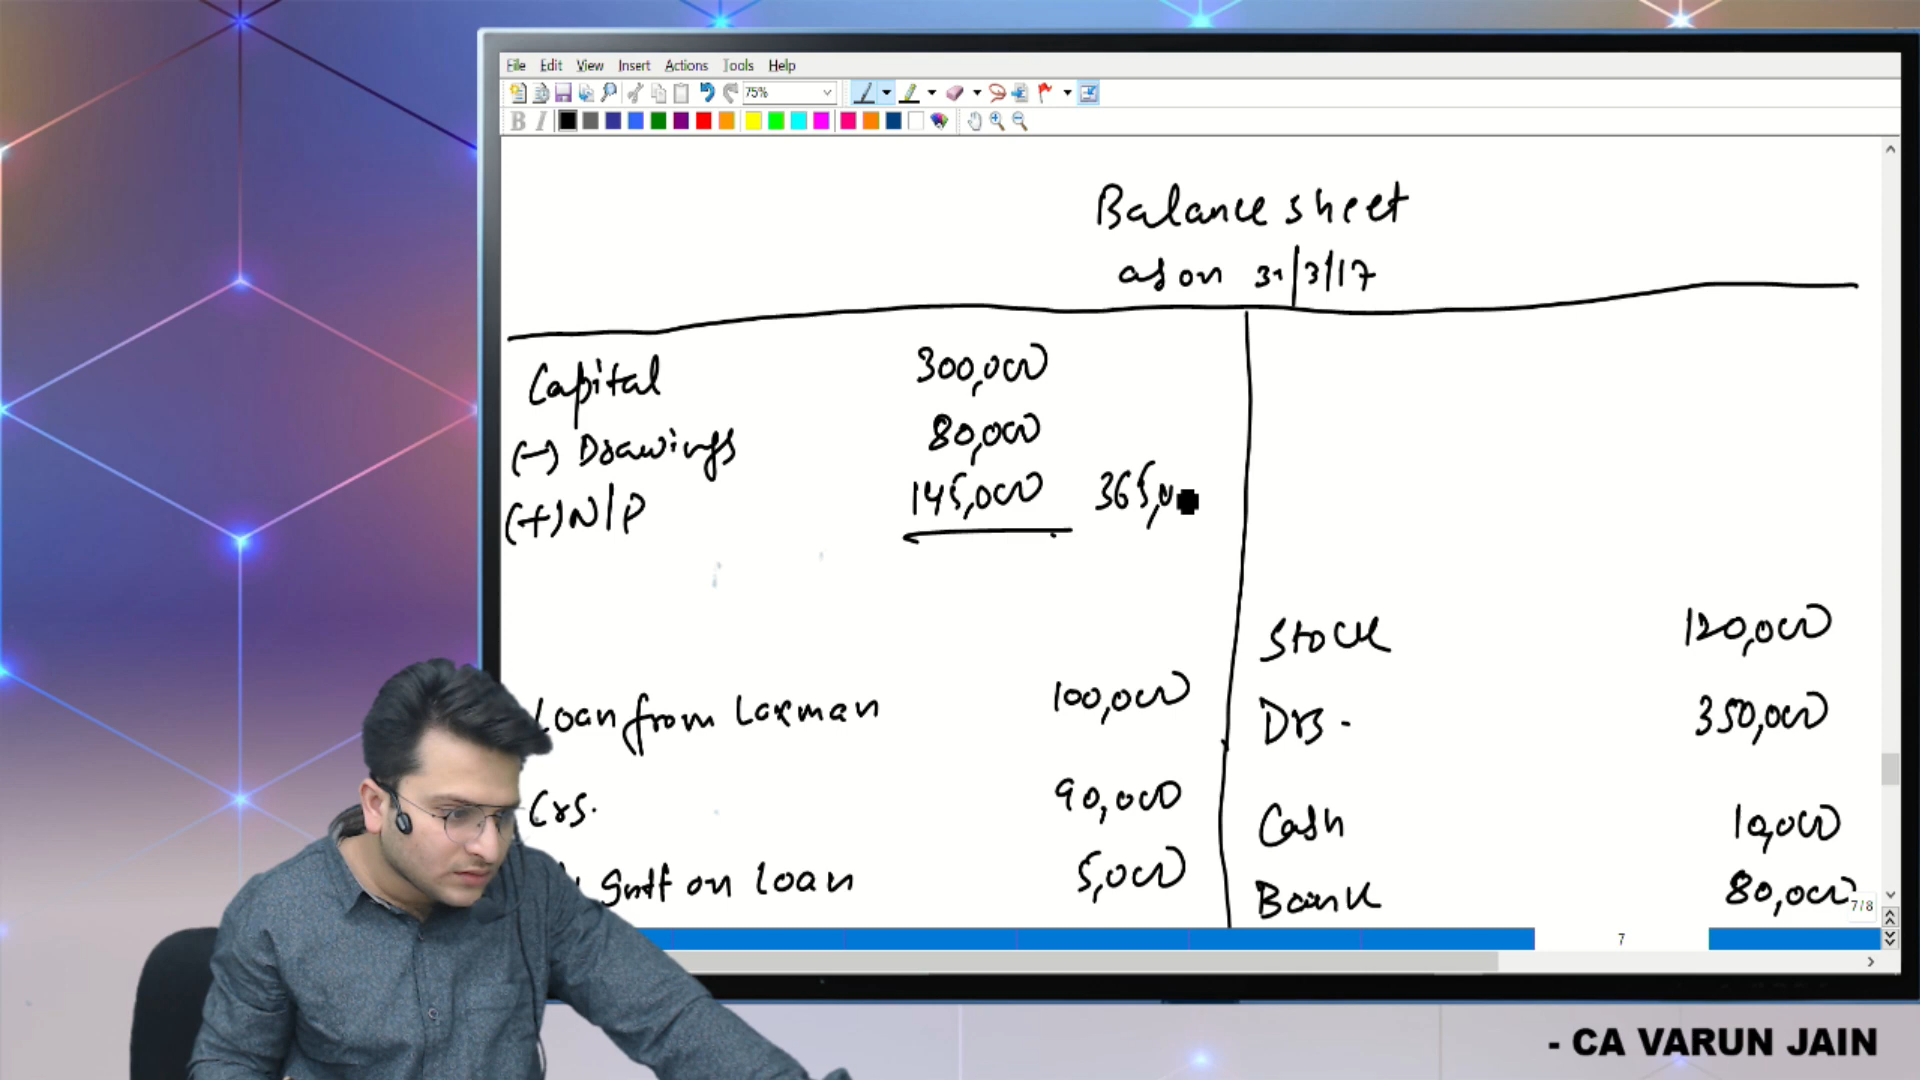 File Edit View Insert Actions Tools Help
75%
B I
Balance sheet
as on 31/3/17
Capital 300,000
(-) Drawings 80,000
(+) N/P 145,000 365,0
Stock 120,000
Loan from Laxman 100,000
Drs. 350,000
Crs. 90,000
Cash 10,000
on loan 5,000
Bank 80,000
7/8
7
- CA VARUN JAIN